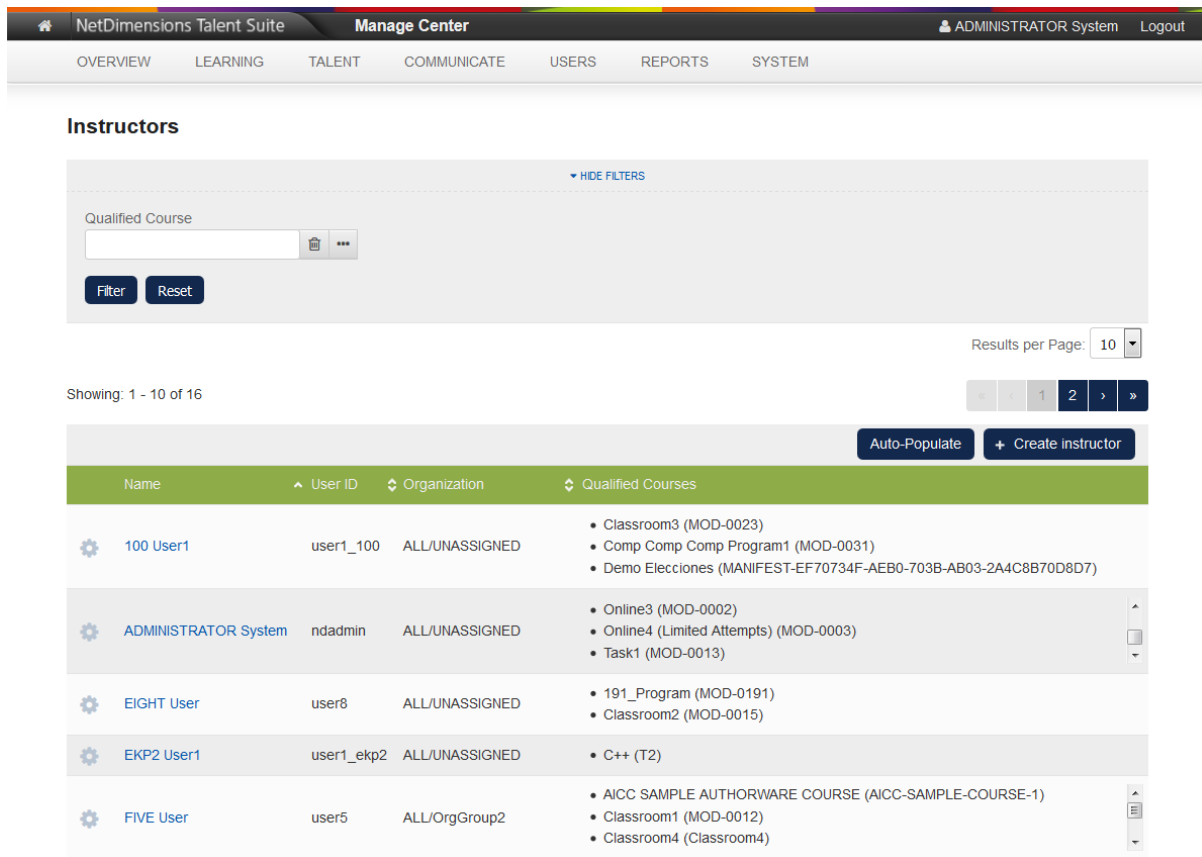 NetDimensions Talent Suite Manage Center ADMINISTRATOR System Logout
OVERVIEW LEARNING TALENT COMMUNICATE USERS REPORTS SYSTEM
Instructors
HIDE FILTERS
Qualified Course
Filter Reset
Results per Page: 10
Showing: 1 - 10 of 16
« ‹ 1 2 › »
Auto-Populate + Create instructor
Name User ID Organization Qualified Courses
100 User1 user1_100 ALL/UNASSIGNED
• Classroom3 (MOD-0023)
• Comp Comp Comp Program1 (MOD-0031)
• Demo Elecciones (MANIFEST-EF70734F-AEB0-703B-AB03-2A4C8B70D8D7)
ADMINISTRATOR System ndadmin ALL/UNASSIGNED
• Online3 (MOD-0002)
• Online4 (Limited Attempts) (MOD-0003)
• Task1 (MOD-0013)
EIGHT User user8 ALL/UNASSIGNED
• 191_Program (MOD-0191)
• Classroom2 (MOD-0015)
EKP2 User1 user1_ekp2 ALL/UNASSIGNED
• C++ (T2)
FIVE User user5 ALL/OrgGroup2
• AICC SAMPLE AUTHORWARE COURSE (AICC-SAMPLE-COURSE-1)
• Classroom1 (MOD-0012)
• Classroom4 (Classroom4)